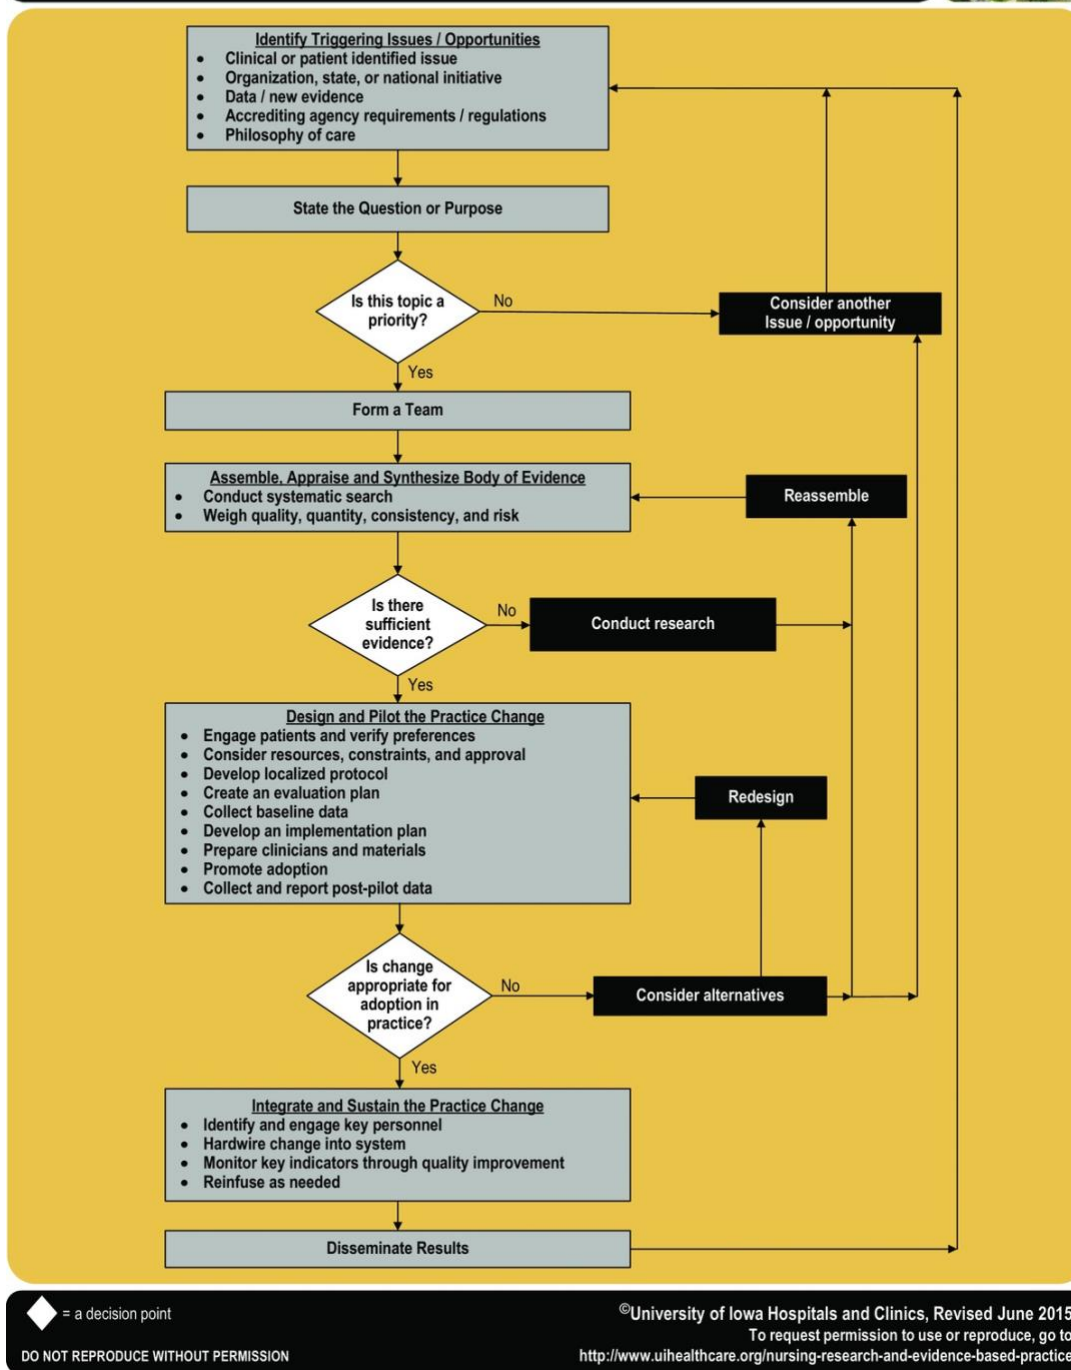 Identify Triggering Issues / Opportunities
• Clinical or patient identified issue
• Organization, state, or national initiative
• Data / new evidence
• Accrediting agency requirements / regulations
• Philosophy of care
State the Question or Purpose
Is this topic a
priority?
No
Consider another
Issue / opportunity
Yes
Form a Team
Assemble, Appraise and Synthesize Body of Evidence
• Conduct systematic search
• Weigh quality, quantity, consistency, and risk
Reassemble
Is there
sufficient
evidence?
No
Conduct research
Yes
Design and Pilot the Practice Change
• Engage patients and verify preferences
• Consider resources, constraints, and approval
• Develop localized protocol
• Create an evaluation plan
• Collect baseline data
• Develop an implementation plan
• Prepare clinicians and materials
• Promote adoption
• Collect and report post-pilot data
Redesign
Is change
appropriate for
adoption in
practice?
No
Consider alternatives
Yes
Integrate and Sustain the Practice Change
• Identify and engage key personnel
• Hardwire change into system
• Monitor key indicators through quality improvement
• Reinfuse as needed
Disseminate Results
= a decision point
©University of Iowa Hospitals and Clinics, Revised June 2015
To request permission to use or reproduce, go to
DO NOT REPRODUCE WITHOUT PERMISSION
http://www.uihealthcare.org/nursing-research-and-evidence-based-practice